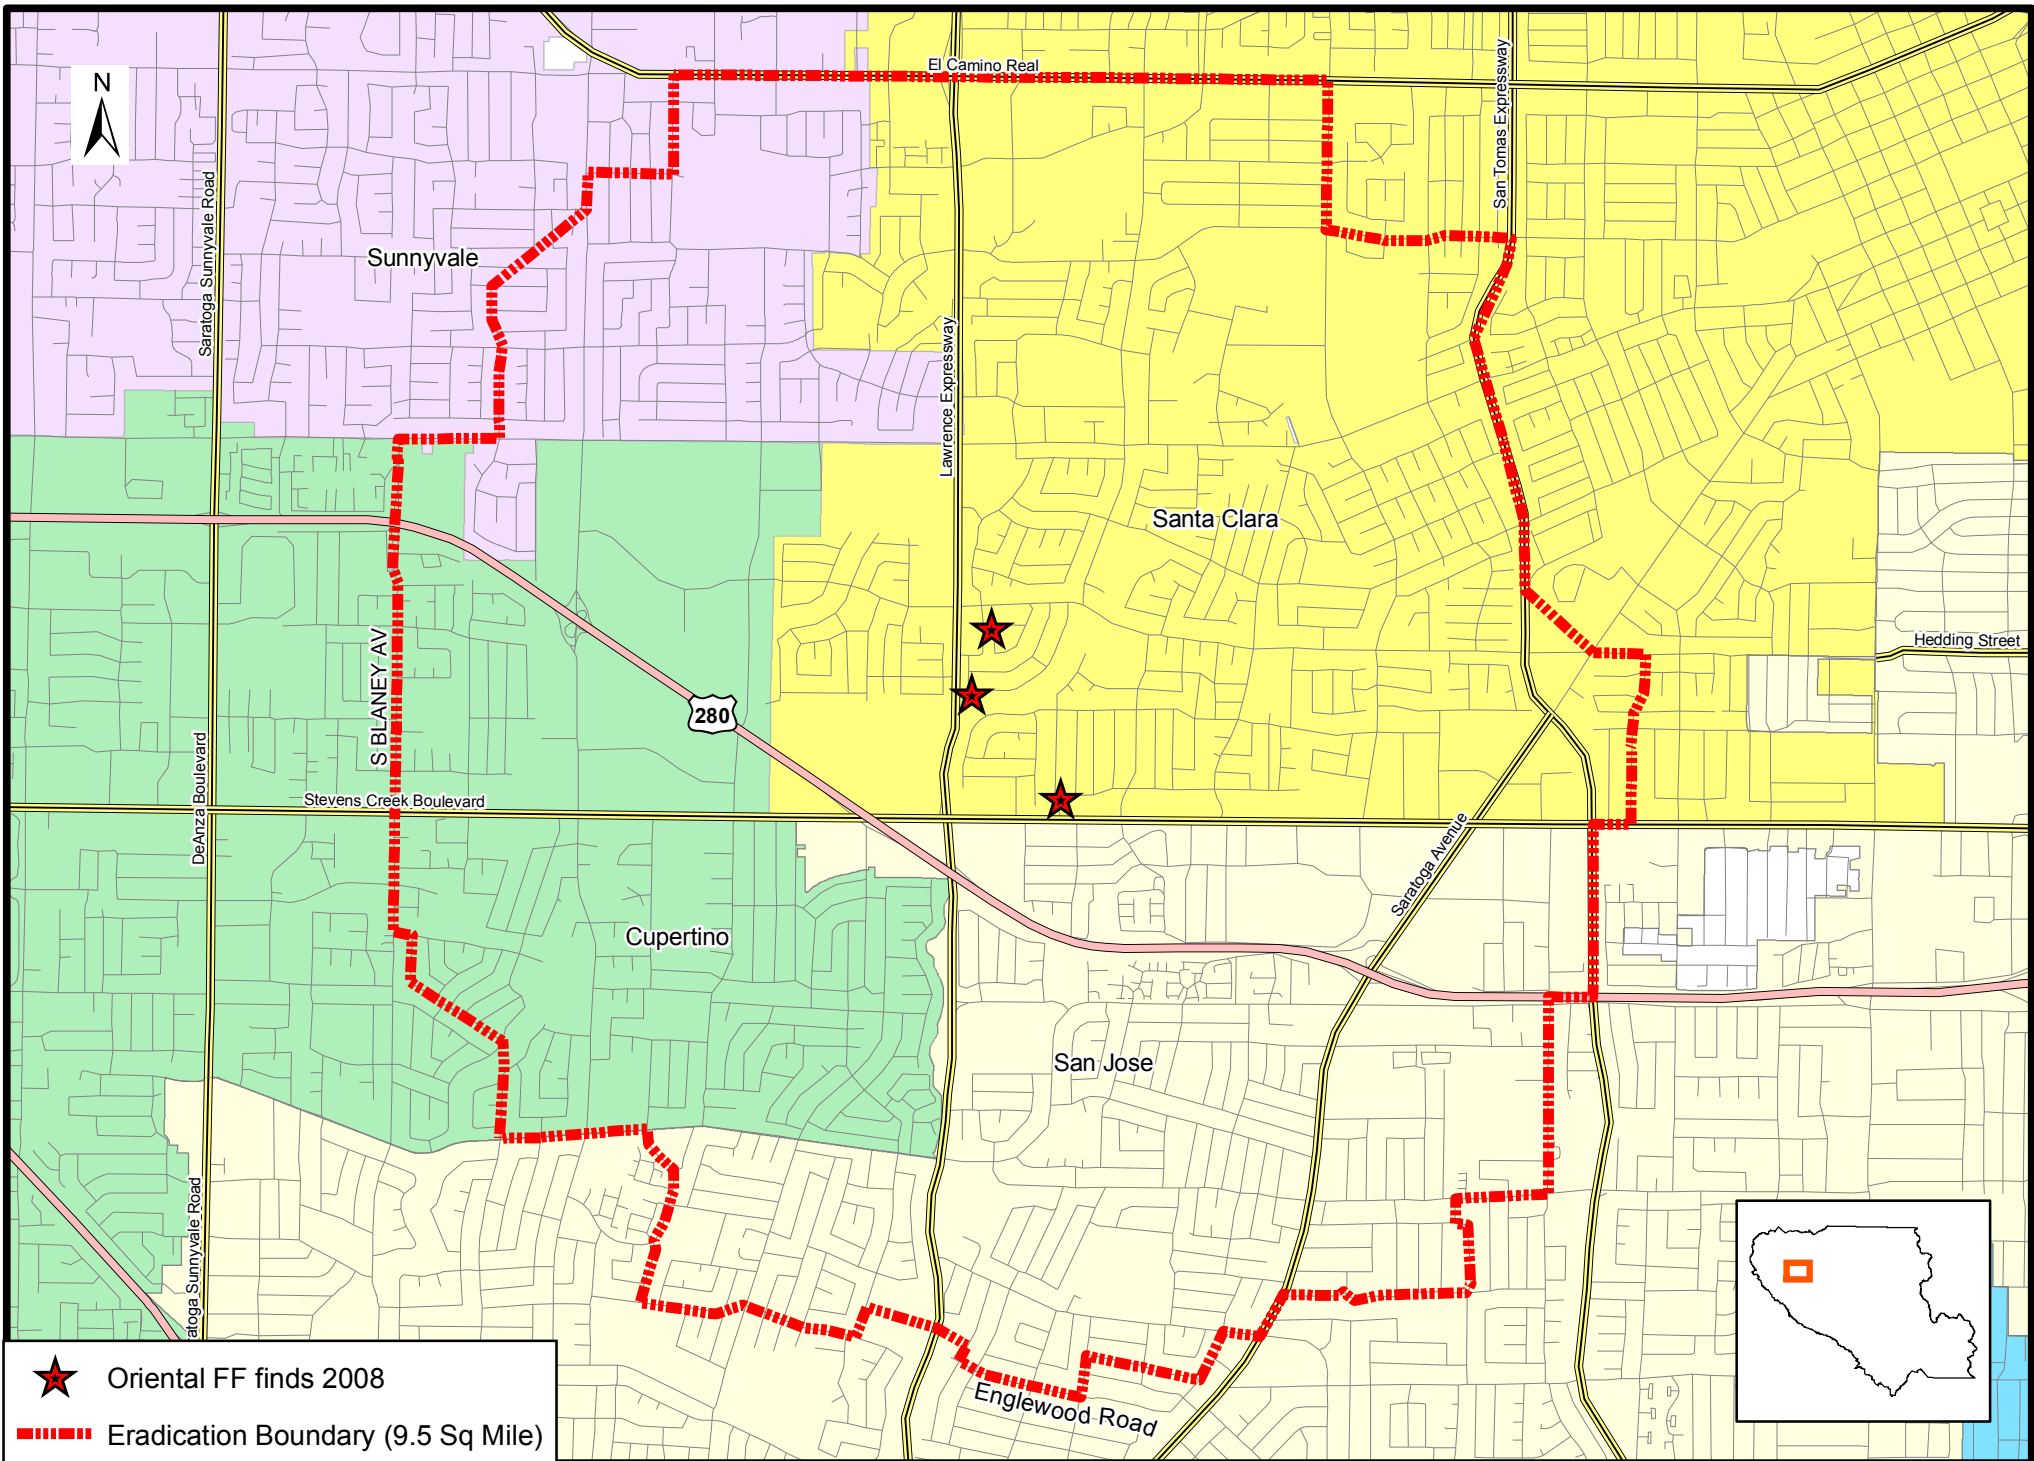 El Camino Real
N
San Tomas Expressway
Saratoga Sunnyvale Road
Sunnyvale
Lawrence Expressway
Santa Clara
Hedding Street
S BLANEY AV
280
DeAnza Boulevard
Stevens Creek Boulevard
Saratoga Avenue
Cupertino
San Jose
atoga Sunnyvale Road
Englewood Road
Oriental FF finds 2008
Eradication Boundary (9.5 Sq Mile)